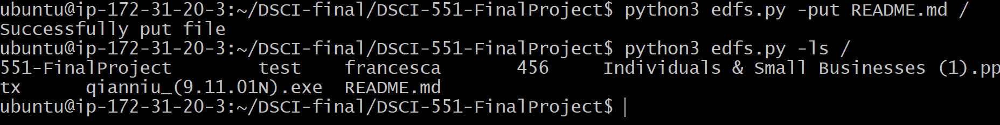 ubuntu@ip-172-31-20-3:~/DSCI-final/DSCI-551-FinalProject$ python3 edfs.py -put README.md /
Successfully put file
ubuntu@ip-172-31-20-3:~/DSCI-final/DSCI-551-FinalProject$ python3 edfs.py -ls /
551-FinalProject        test    francesca       456     Individuals & Small Businesses (1).pp
tx      qianniu_(9.11.01N).exe  README.md
ubuntu@ip-172-31-20-3:~/DSCI-final/DSCI-551-FinalProject$